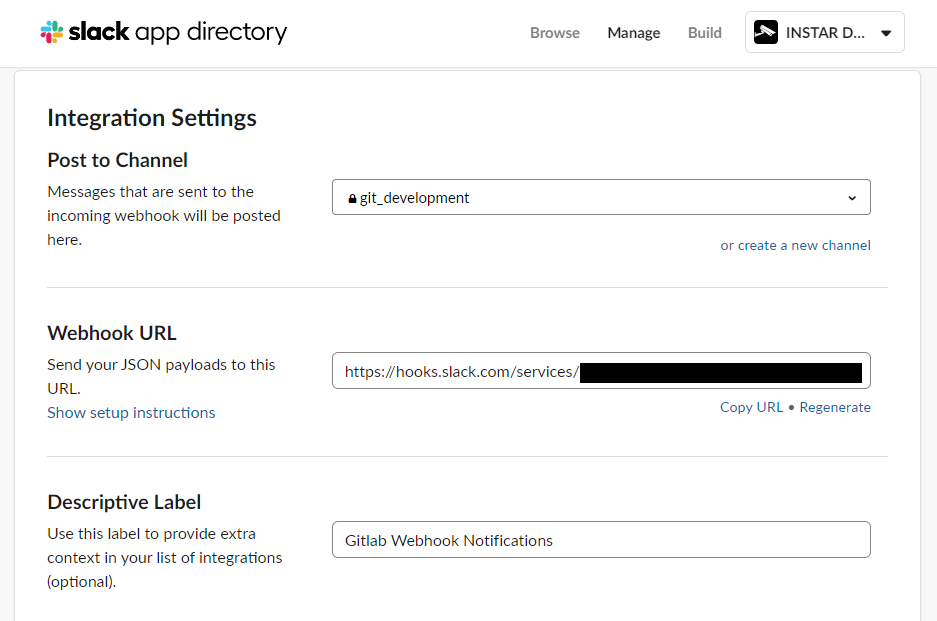 slack app directory
Browse
Manage
Build
INSTAR D...
Integration Settings
Post to Channel
Messages that are sent to the
incoming webhook will be posted
here.
git_development
or create a new channel
Webhook URL
Send your JSON payloads to this
URL.
Show setup instructions
https://hooks.slack.com/services/
Copy URL • Regenerate
Descriptive Label
Use this label to provide extra
context in your list of integrations
(optional).
Gitlab Webhook Notifications